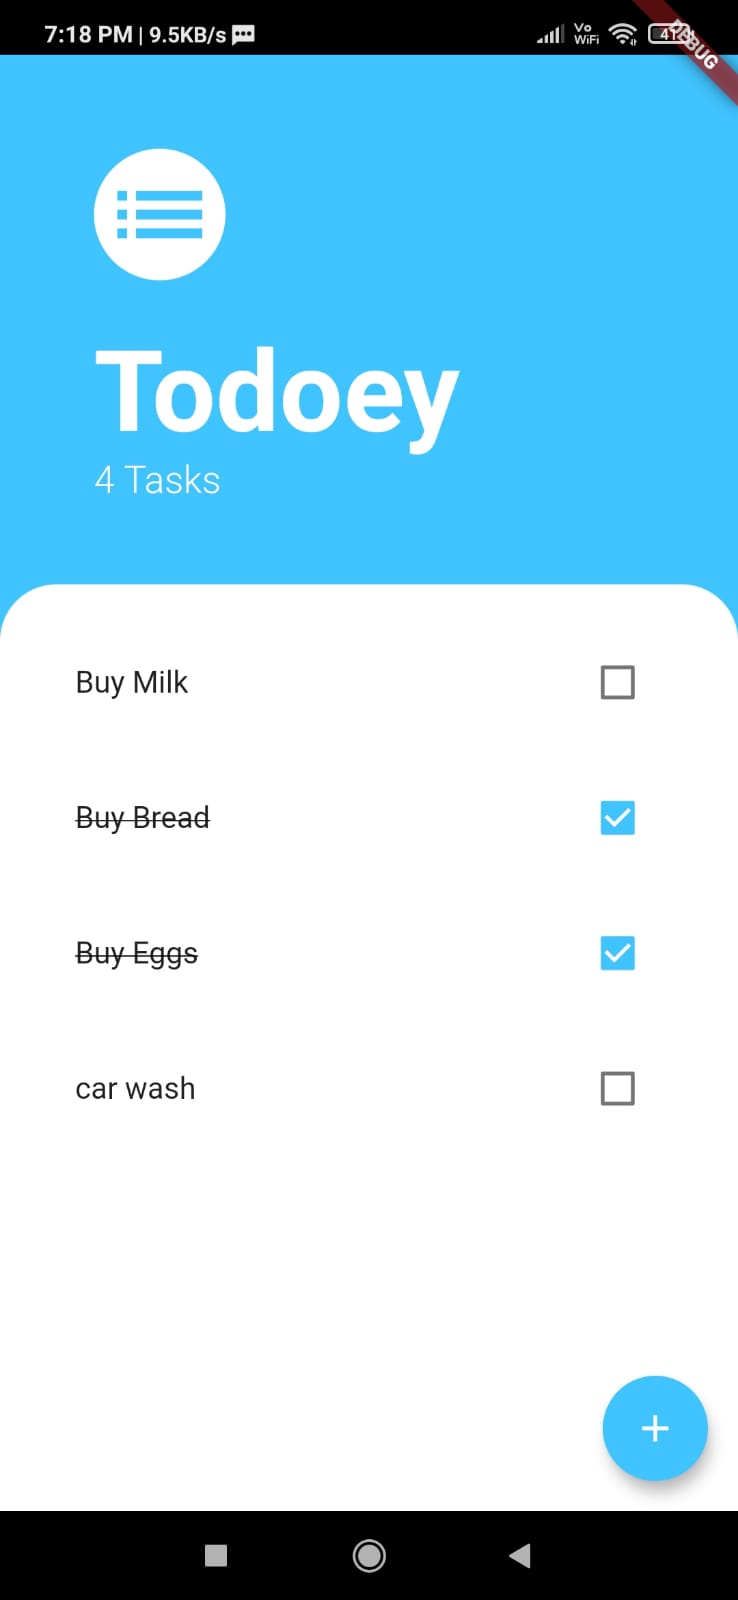 7:18 PM | 9.5KB/s
Vo
WiFi
DEBUG
Todoey
4 Tasks
Buy Milk
Buy Bread
Buy Eggs
car wash